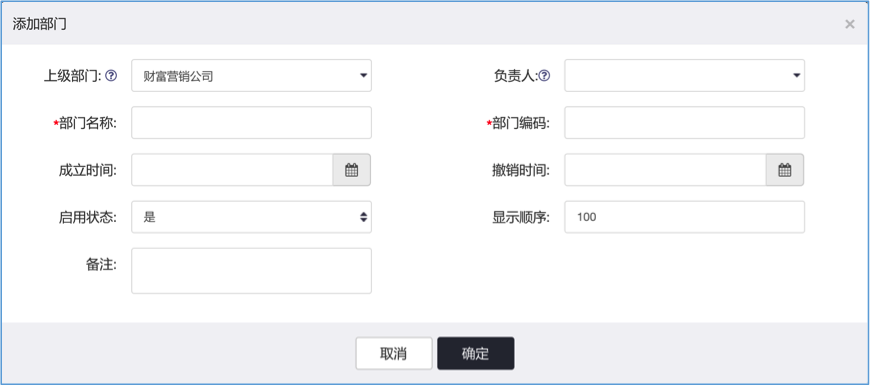 添加部门 ×
上级部门: ? 财富营销公司 负责人: ?
*部门名称: *部门编码:
成立时间: 撤销时间:
启用状态: 是 显示顺序: 100
备注:
取消 确定